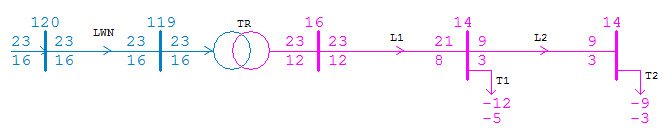 120 119 TR 16 14 14
23 23 LWN 23 23 23 23 L1 21 9 L2 9
16 16 16 16 12 12 8 3 3
T1 T2
-12 -9
-5 -3